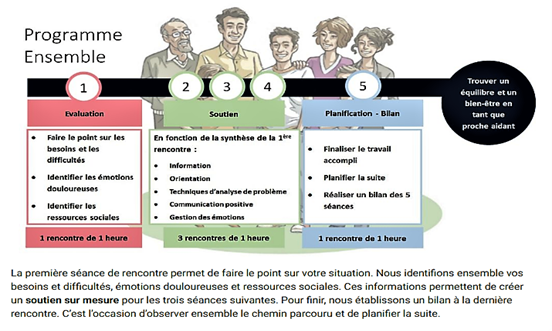 Programme
Ensemble
1
2
3
4
5
Trouver un
équilibre et un
bien-être en
tant que
proche aidant
Evaluation
• Faire le point sur les
besoins et les
difficultés
• Identifier les émotions
douloureuses
• Identifier les
ressources sociales
1 rencontre de 1 heure
Soutien
En fonction de la synthèse de la 1ère
rencontre :
• Information
• Orientation
• Techniques d'analyse de problème
• Communication positive
• Gestion des émotions
3 rencontres de 1 heure
Planification - Bilan
• Finaliser le travail
accompli
• Planifier la suite
• Réaliser un bilan des 5
séances
1 rencontre de 1 heure
La première séance de rencontre permet de faire le point sur votre situation. Nous identifions ensemble vos
besoins et difficultés, émotions douloureuses et ressources sociales. Ces informations permettent de créer
un soutien sur mesure pour les trois séances suivantes. Pour finir, nous établissons un bilan à la dernière
rencontre. C'est l'occasion d'observer ensemble le chemin parcouru et de planifier la suite.